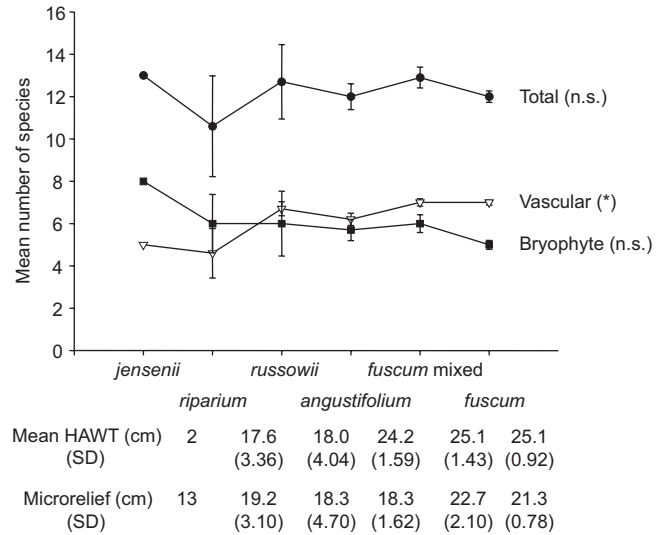 16
14
12
10
8
6
4
2
0
Mean number of species
Total (n.s.)
Vascular (*)
Bryophyte (n.s.)
jensenii russowii fuscum mixed
riparium angustifolium fuscum
Mean HAWT (cm) 2 17.6 18.0 24.2 25.1 25.1
(SD) (3.36) (4.04) (1.59) (1.43) (0.92)
Microrelief (cm) 13 19.2 18.3 18.3 22.7 21.3
(SD) (3.10) (4.70) (1.62) (2.10) (0.78)